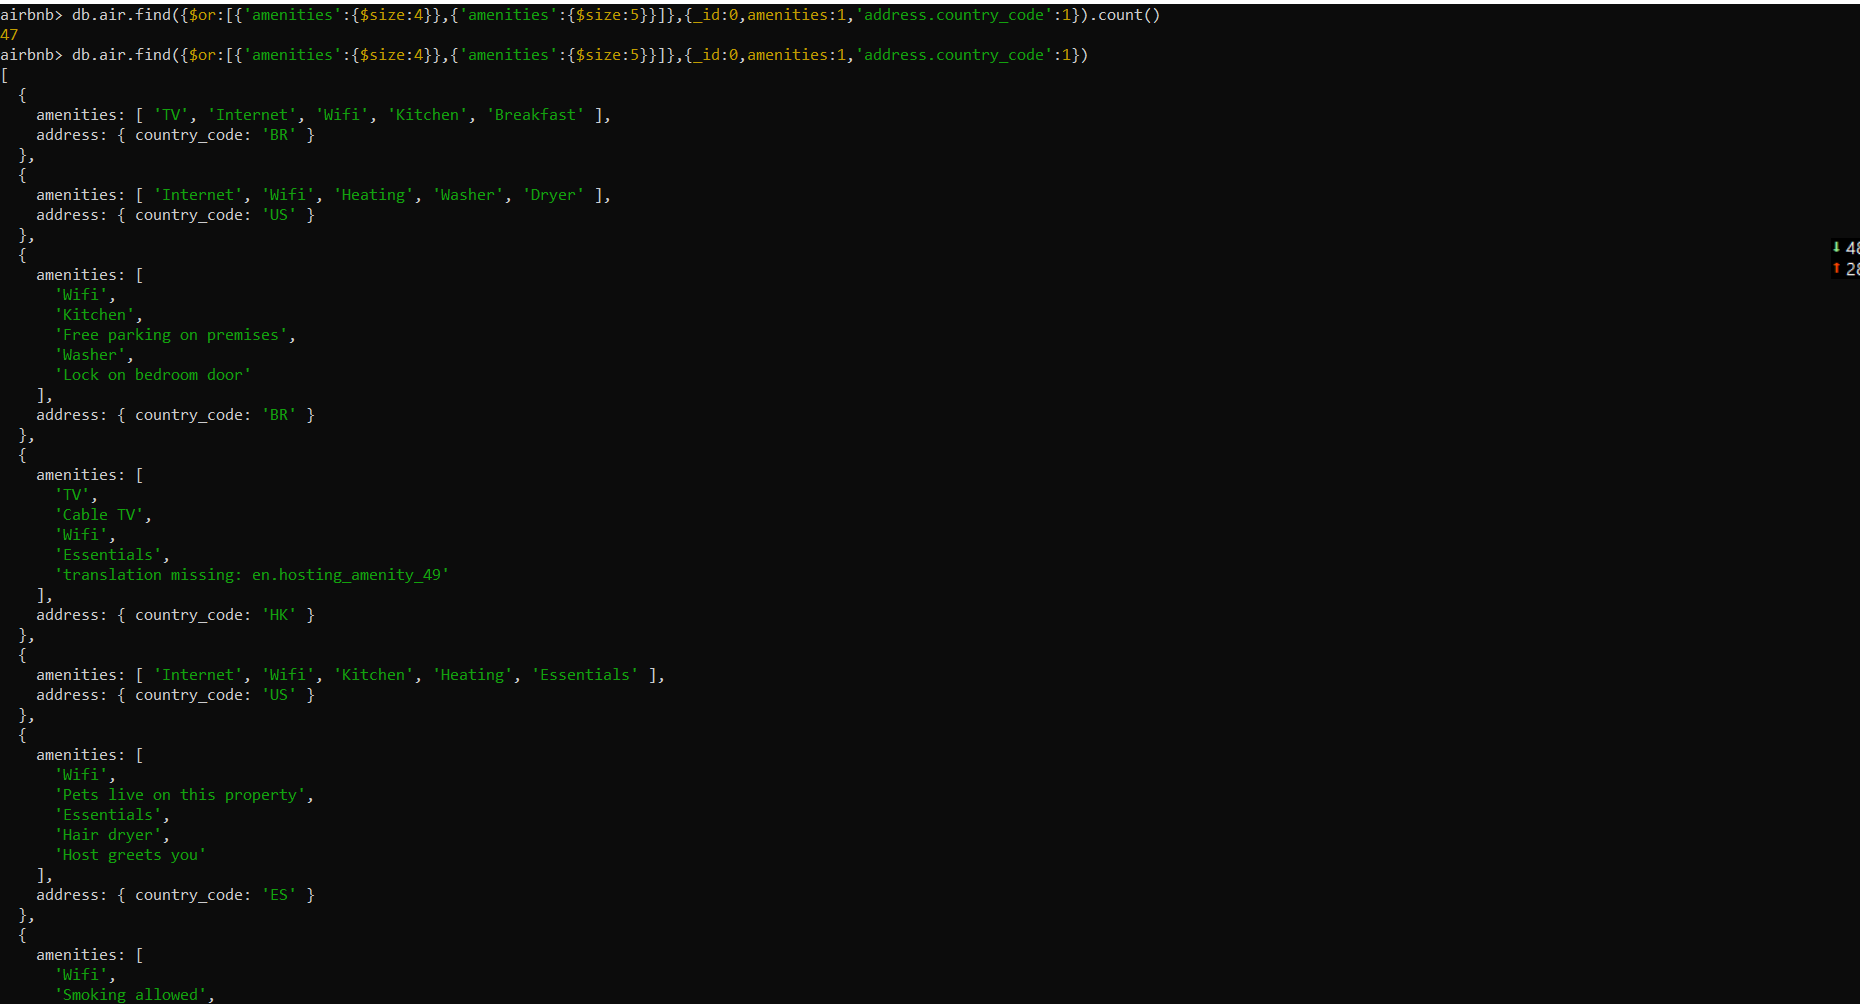 airbnb> db.air.find({$or:[{'amenities':{$size:4}},{'amenities':{$size:5}}]},{_id:0,amenities:1,'address.country_code':1}).count()
47
airbnb> db.air.find({$or:[{'amenities':{$size:4}},{'amenities':{$size:5}}]},{_id:0,amenities:1,'address.country_code':1})
[
  {
    amenities: [ 'TV', 'Internet', 'Wifi', 'Kitchen', 'Breakfast' ],
    address: { country_code: 'BR' }
  },
  {
    amenities: [ 'Internet', 'Wifi', 'Heating', 'Washer', 'Dryer' ],
    address: { country_code: 'US' }
  },
  {
    amenities: [
      'Wifi',
      'Kitchen',
      'Free parking on premises',
      'Washer',
      'Lock on bedroom door'
    ],
    address: { country_code: 'BR' }
  },
  {
    amenities: [
      'TV',
      'Cable TV',
      'Wifi',
      'Essentials',
      'translation missing: en.hosting_amenity_49'
    ],
    address: { country_code: 'HK' }
  },
  {
    amenities: [ 'Internet', 'Wifi', 'Kitchen', 'Heating', 'Essentials' ],
    address: { country_code: 'US' }
  },
  {
    amenities: [
      'Wifi',
      'Pets live on this property',
      'Essentials',
      'Hair dryer',
      'Host greets you'
    ],
    address: { country_code: 'ES' }
  },
  {
    amenities: [
      'Wifi',
      'Smoking allowed',